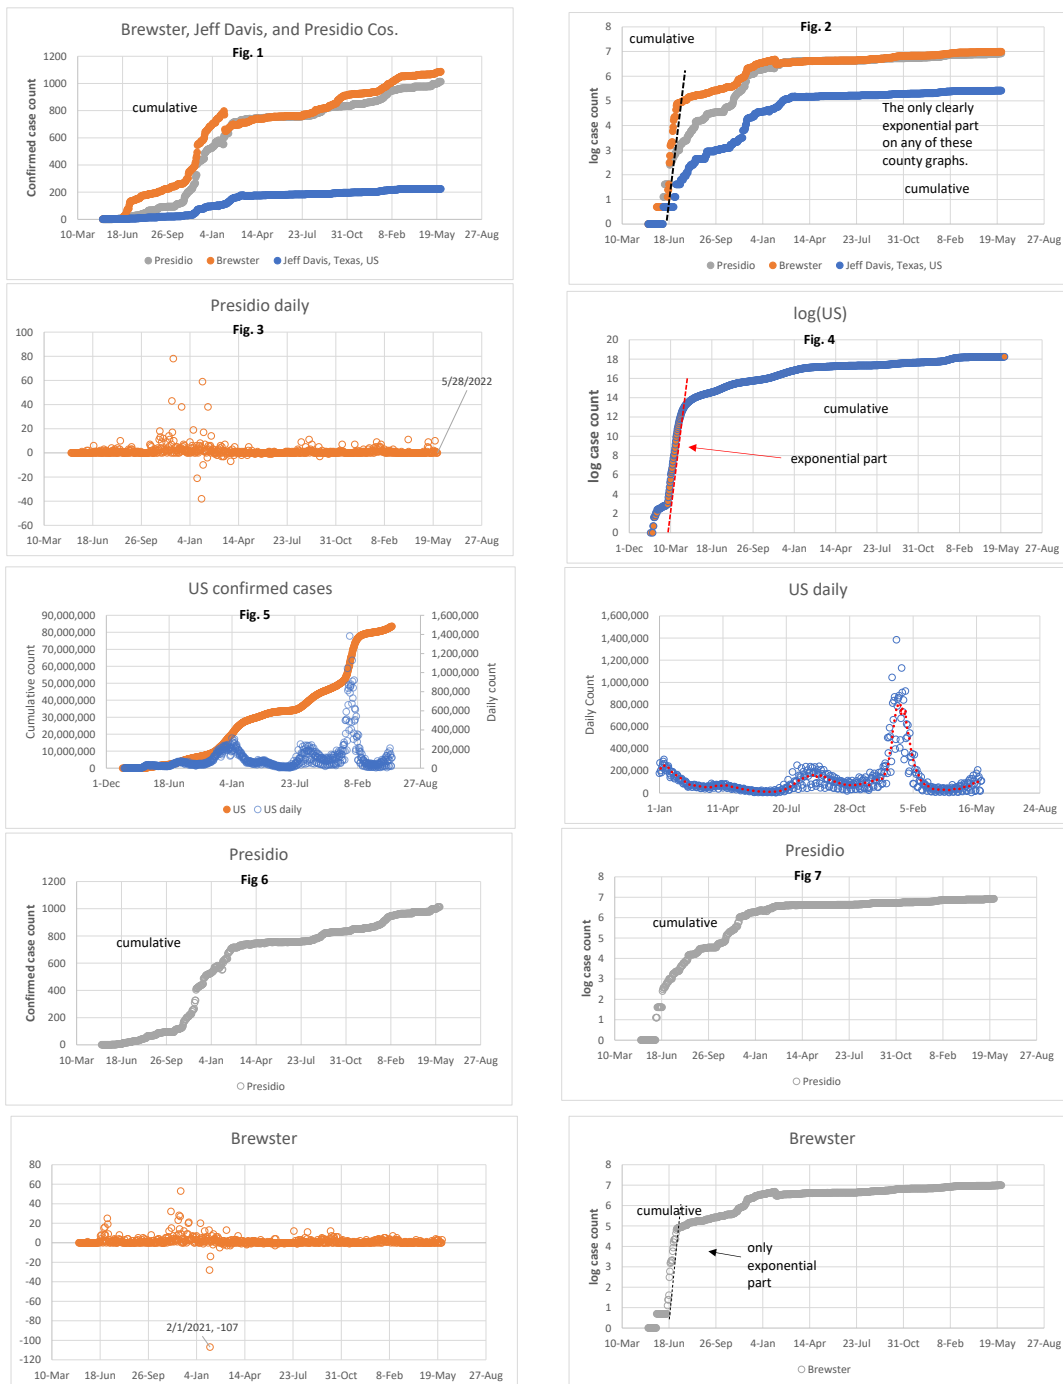 Brewster, Jeff Davis, and Presidio Cos.
Fig. 1
cumulative
Confirmed case count
1200
1000
800
600
400
200
0
10-Mar 18-Jun 26-Sep 4-Jan 14-Apr 23-Jul 31-Oct 8-Feb 19-May 27-Aug
Presidio Brewster Jeff Davis, Texas, US
Fig. 2
cumulative
log case count
8
7
6
5
4
3
2
1
0
The only clearly
exponential part
on any of these
county graphs.
cumulative
10-Mar 18-Jun 26-Sep 4-Jan 14-Apr 23-Jul 31-Oct 8-Feb 19-May 27-Aug
Presidio Brewster Jeff Davis, Texas, US
Presidio daily
Fig. 3
100
80
60
40
20
0
-20
-40
-60
5/28/2022
10-Mar 18-Jun 26-Sep 4-Jan 14-Apr 23-Jul 31-Oct 8-Feb 19-May 27-Aug
log(US)
Fig. 4
log case count
20
18
16
14
12
10
8
6
4
2
0
cumulative
exponential part
1-Dec 10-Mar 18-Jun 26-Sep 4-Jan 14-Apr 23-Jul 31-Oct 8-Feb 19-May 27-Aug
US confirmed cases
Fig. 5
Cumulative count
90,000,000
80,000,000
70,000,000
60,000,000
50,000,000
40,000,000
30,000,000
20,000,000
10,000,000
0
1,600,000
1,400,000
1,200,000
1,000,000
800,000
600,000
400,000
200,000
0
Daily count
1-Dec 18-Jun 4-Jan 23-Jul 8-Feb 27-Aug
US US daily
US daily
Daily Count
1,600,000
1,400,000
1,200,000
1,000,000
800,000
600,000
400,000
200,000
0
1-Jan 11-Apr 20-Jul 28-Oct 5-Feb 16-May 24-Aug
Presidio
Fig 6
cumulative
Confirmed case count
1200
1000
800
600
400
200
0
10-Mar 18-Jun 26-Sep 4-Jan 14-Apr 23-Jul 31-Oct 8-Feb 19-May 27-Aug
Presidio
Presidio
Fig 7
cumulative
log case count
8
7
6
5
4
3
2
1
0
10-Mar 18-Jun 26-Sep 4-Jan 14-Apr 23-Jul 31-Oct 8-Feb 19-May 27-Aug
Presidio
Brewster
80
60
40
20
0
-20
-40
-60
-80
-100
-120
2/1/2021, -107
10-Mar 18-Jun 26-Sep 4-Jan 14-Apr 23-Jul 31-Oct 8-Feb 19-May 27-Aug
Brewster
log case count
8
7
6
5
4
3
2
1
0
cumulative
only
exponential
part
10-Mar 18-Jun 26-Sep 4-Jan 14-Apr 23-Jul 31-Oct 8-Feb 19-May 27-Aug
Brewster